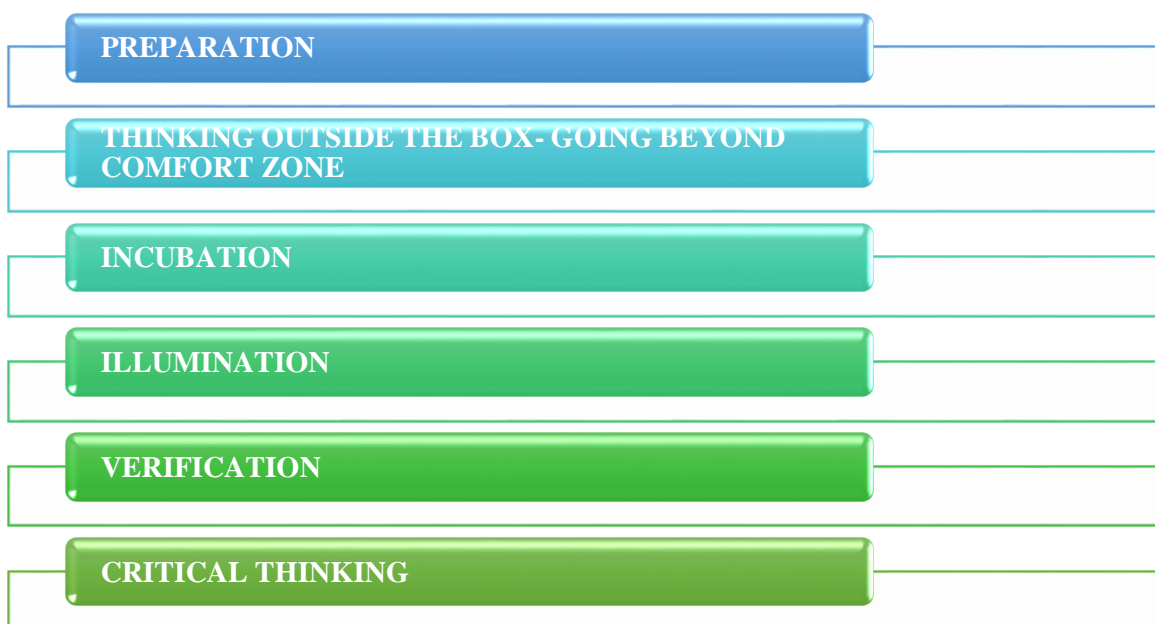 PREPARATION
THINKING OUTSIDE THE BOX- GOING BEYOND
COMFORT ZONE
INCUBATION
ILLUMINATION
VERIFICATION
CRITICAL THINKING